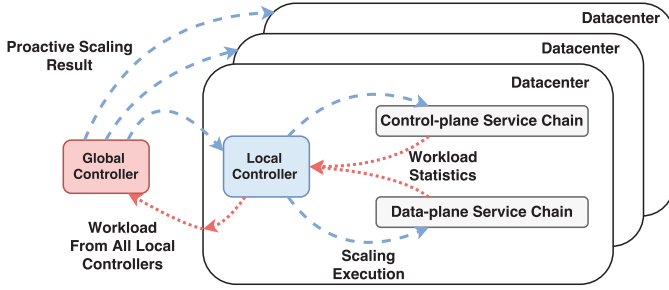 Datacenter
Datacenter
Datacenter
Proactive Scaling
Result
Control-plane Service Chain
Global
Controller
Local
Controller
Workload
Statistics
Data-plane Service Chain
Workload
From All Local
Controllers
Scaling
Execution